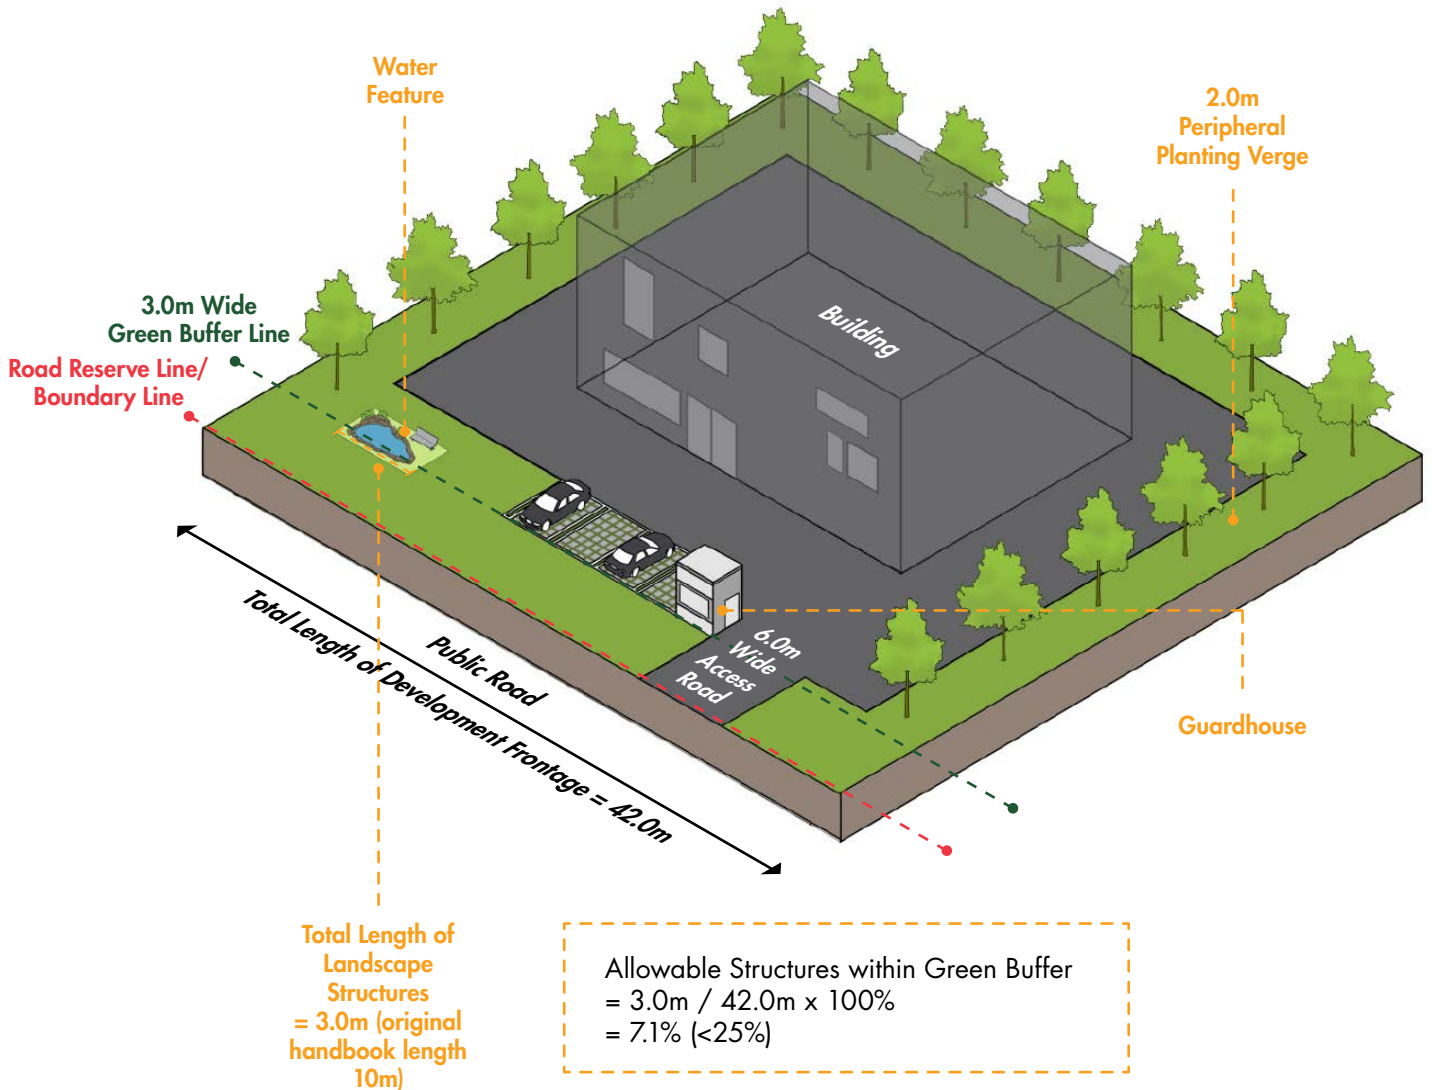 Water
Feature
2.0m
Peripheral
Planting Verge
3.0m Wide
Green Buffer Line
Road Reserve Line/
Boundary Line
Building
6.0m
Wide
Access
Road
Public Road
Total Length of Development Frontage = 42.0m
Guardhouse
Total Length of
Landscape
Structures
= 3.0m (original
handbook length
10m)
Allowable Structures within Green Buffer
= 3.0m / 42.0m x 100%
= 7.1% (<25%)